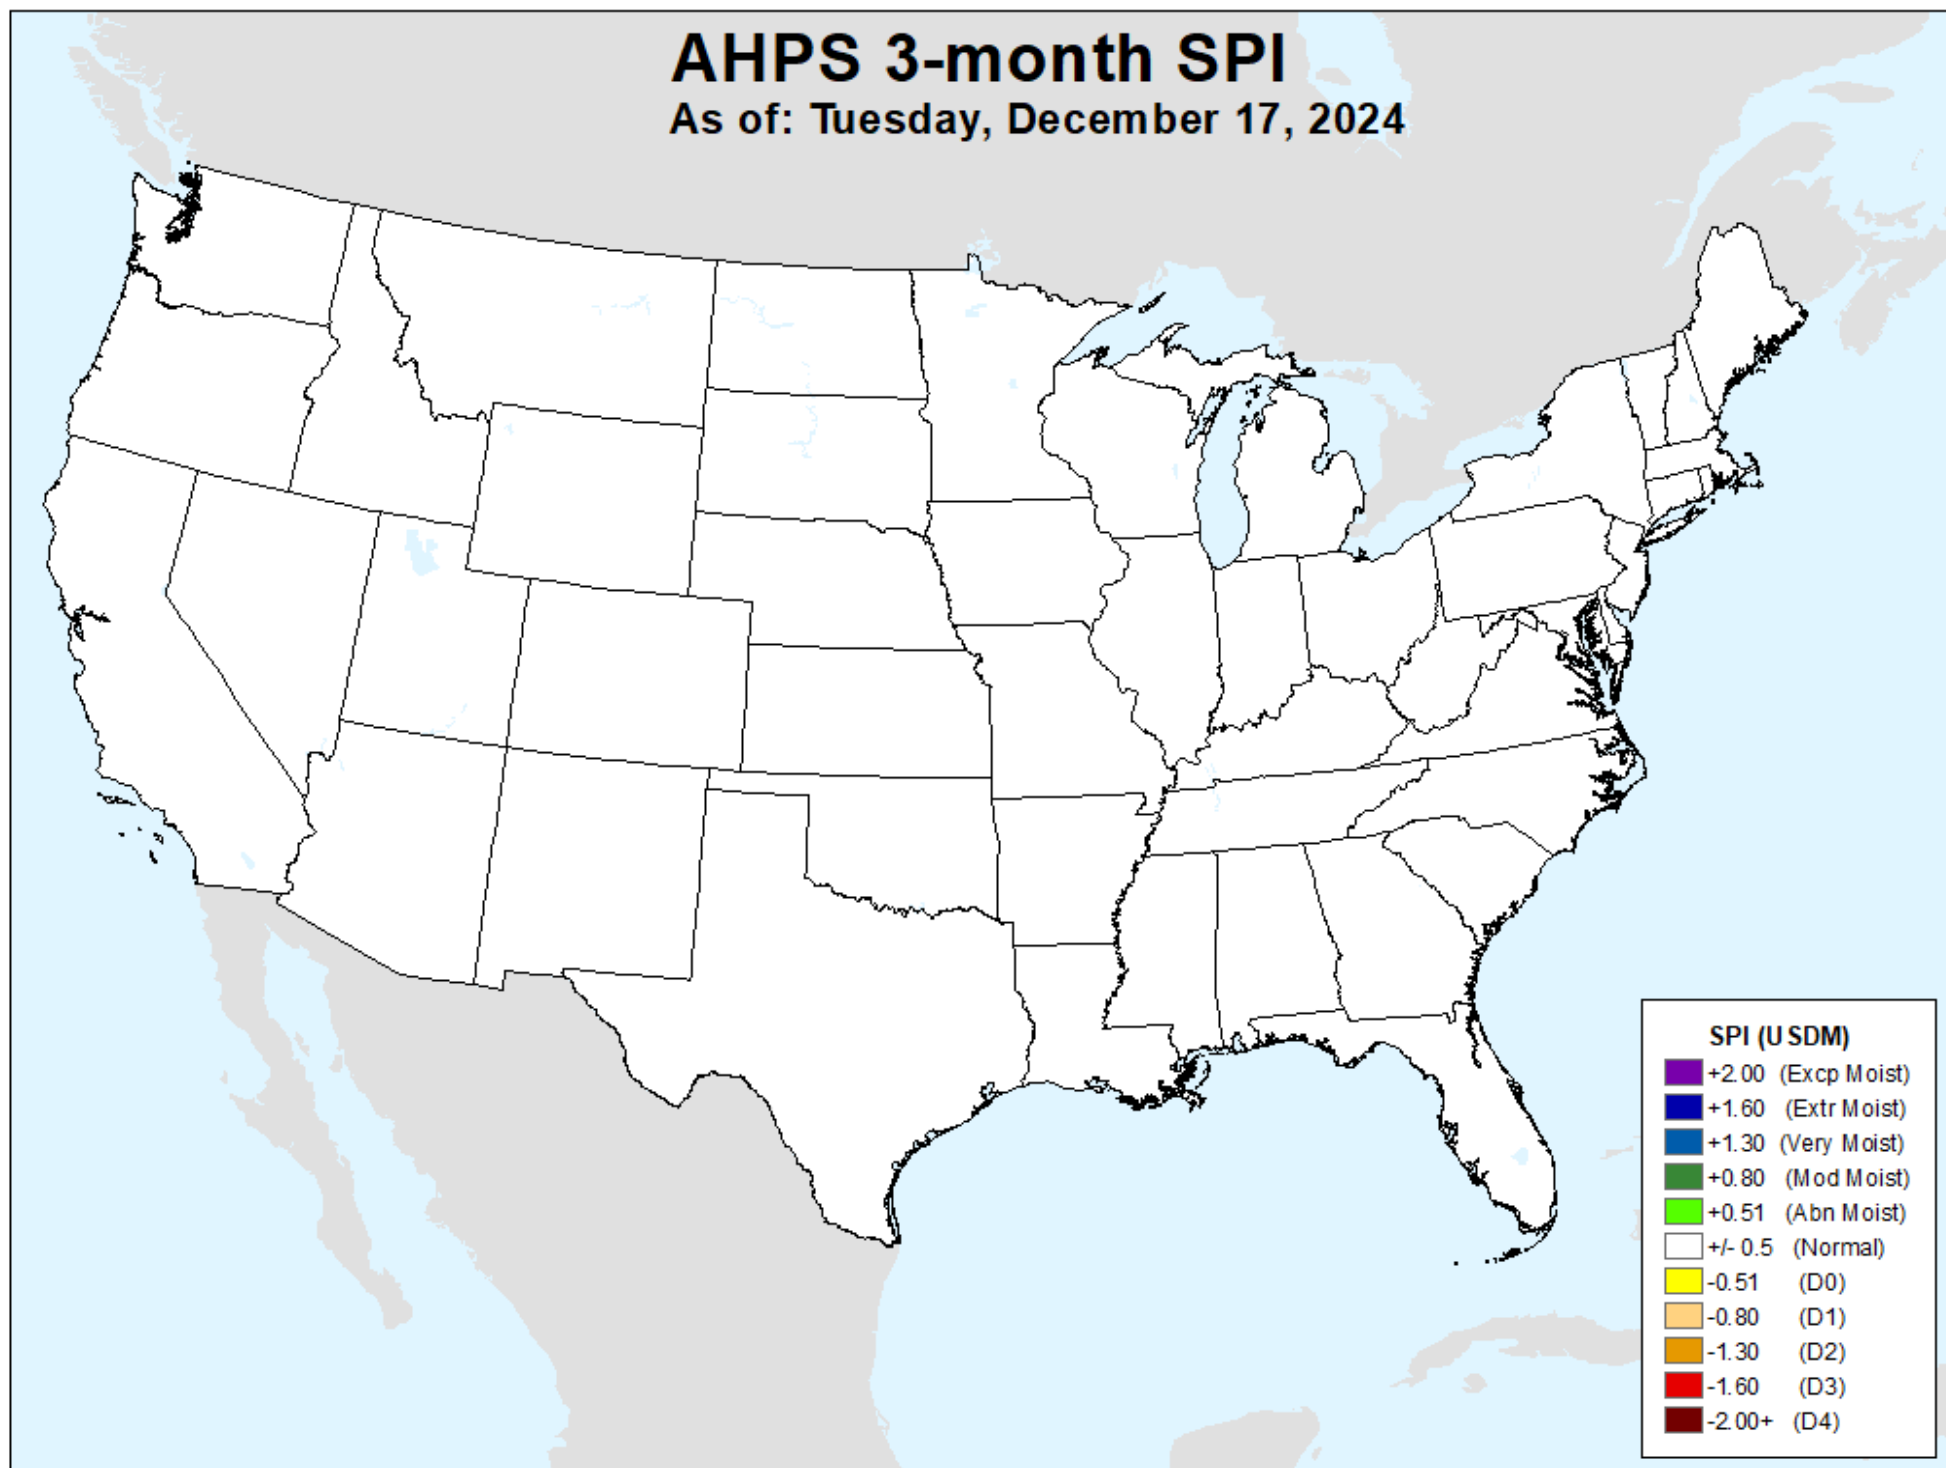 AHPS 3-month SPI
As of: Tuesday, December 17, 2024
SPI (USDM)
+2.00 (Excp Moist)
+1.60 (Extr Moist)
+1.30 (Very Moist)
+0.80 (Mod Moist)
+0.51 (Abn Moist)
+/- 0.5 (Normal)
-0.51 (D0)
-0.80 (D1)
-1.30 (D2)
-1.60 (D3)
-2.00+ (D4)